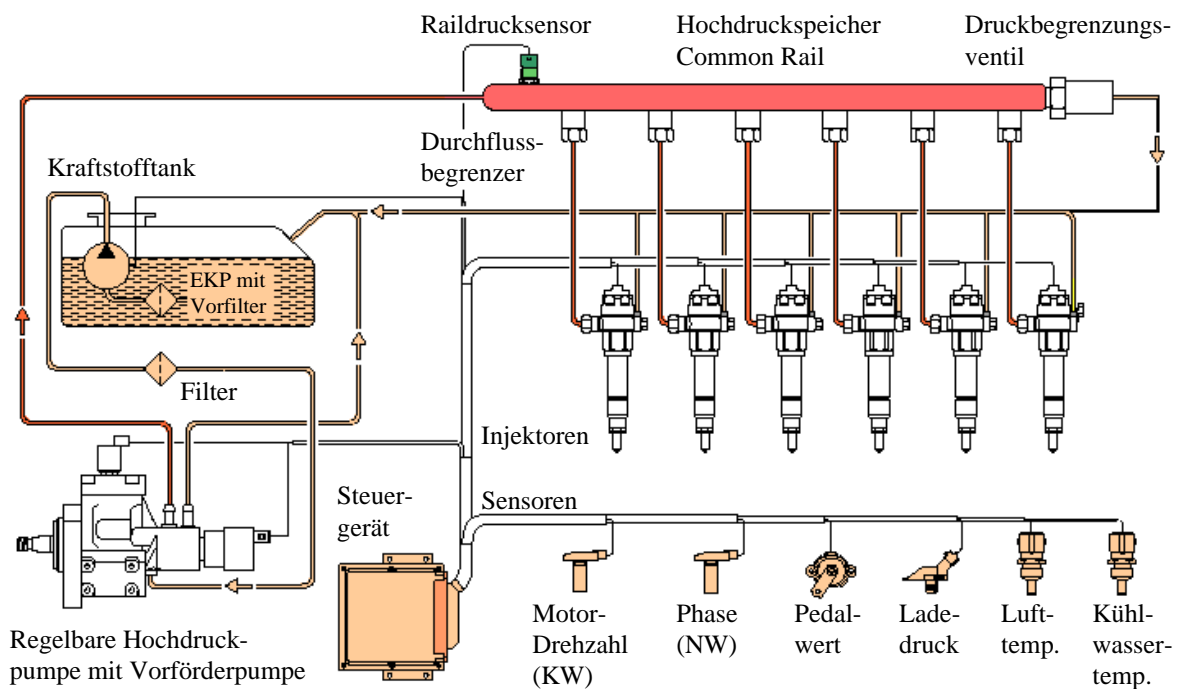 Raildrucksensor
Hochdruckspeicher
Common Rail
Druckbegrenzungs-
ventil
Durchfluss-
begrenzer
Kraftstofftank
EKP mit
Vorfilter
Filter
Injektoren
Steuer-
gerät
Sensoren
Regelbare Hochdruck-
pumpe mit Vorförderpumpe
Motor-
Drehzahl
(KW)
Phase
(NW)
Pedal-
wert
Lade-
druck
Luft-
temp.
Kühl-
wasser-
temp.